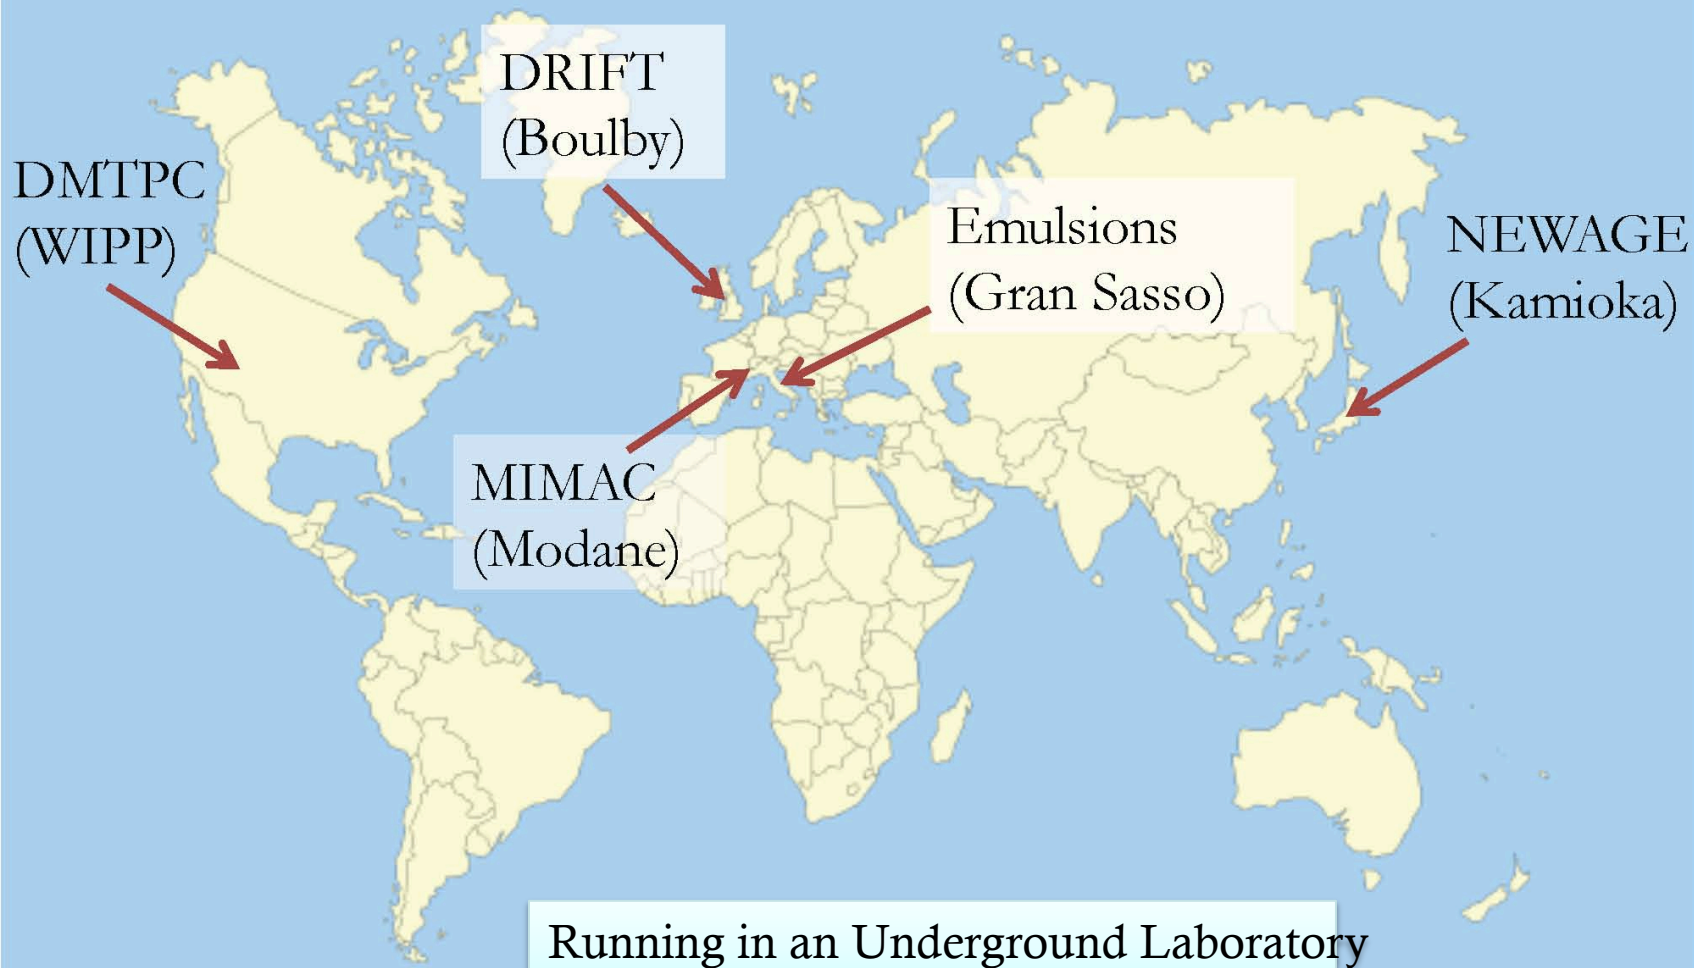 DRIFT
(Boulby)
DMTPC
(WIPP)
Emulsions
(Gran Sasso)
NEWAGE
(Kamioka)
MIMAC
(Modane)
Running in an Underground Laboratory